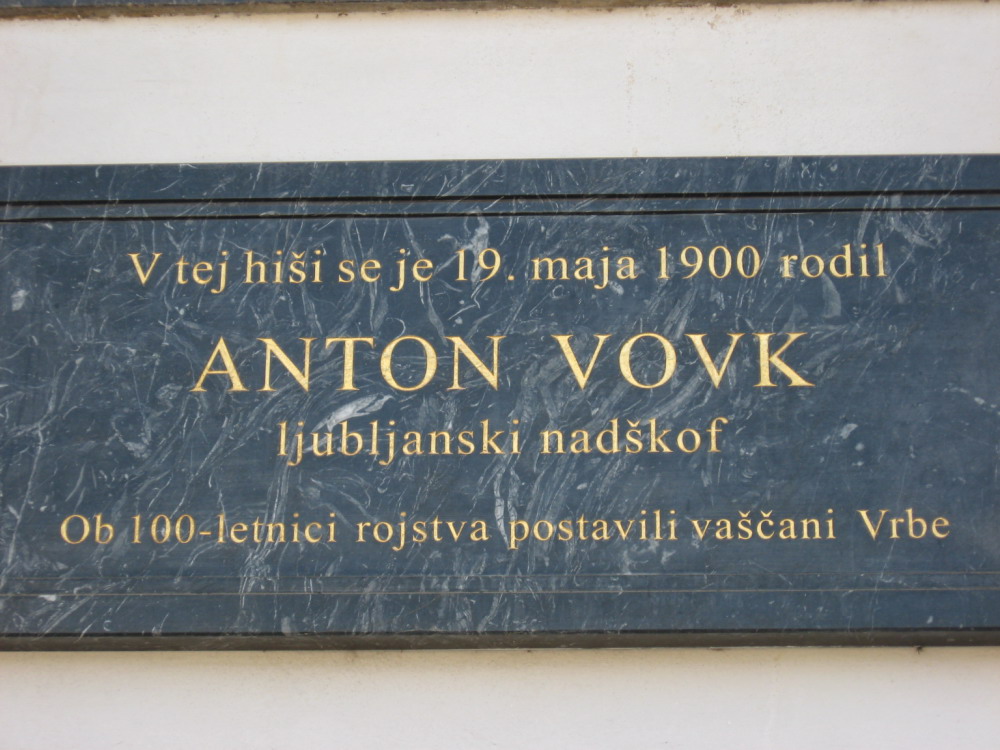 V tej hiši se je 19. maja 1900 rodil
ANTON VOVK
ljubljanski nadškof
Ob 100-letnici rojstva postavili vaščani Vrbe